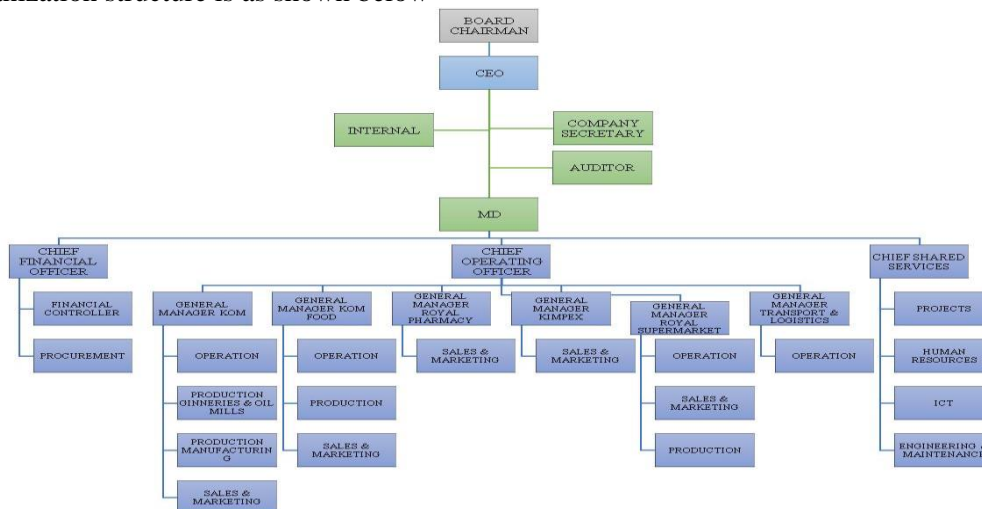 BOARD
CHAIRMAN
CEO
INTERNAL
COMPANY
SECRETARY
AUDITOR
MD
CHIEF
FINANCIAL
OFFICER
CHIEF
OPERATING
OFFICER
CHIEF SHARED
SERVICES
FINANCIAL
CONTROLLER
PROCUREMENT
GENERAL
MANAGER KOM
OPERATION
PRODUCTION
GINNERIES & OIL
MILLS
PRODUCTION
MANUFACTURIN
G
SALES &
MARKETING
GENERAL
MANAGER KOM
FOOD
OPERATION
PRODUCTION
SALES &
MARKETING
GENERAL
MANAGER
ROYAL
PHARMACY
SALES &
MARKETING
GENERAL
MANAGER
KIMPEX
SALES &
MARKETING
GENERAL
MANAGER
ROYAL
SUPERMARKET
OPERATION
SALES &
MARKETING
PRODUCTION
GENERAL
MANAGER
TRANSPORT &
LOGISTICS
OPERATION
PROJECTS
HUMAN
RESOURCES
ICT
ENGINEERING &
MAINTENANCE